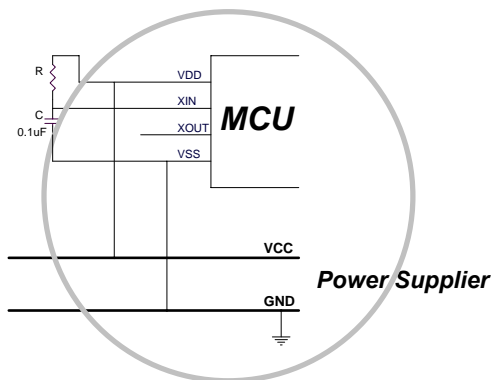 R
VDD
XIN
C
0.1uF
MCU
XOUT
VSS
VCC
Power Supplier
GND